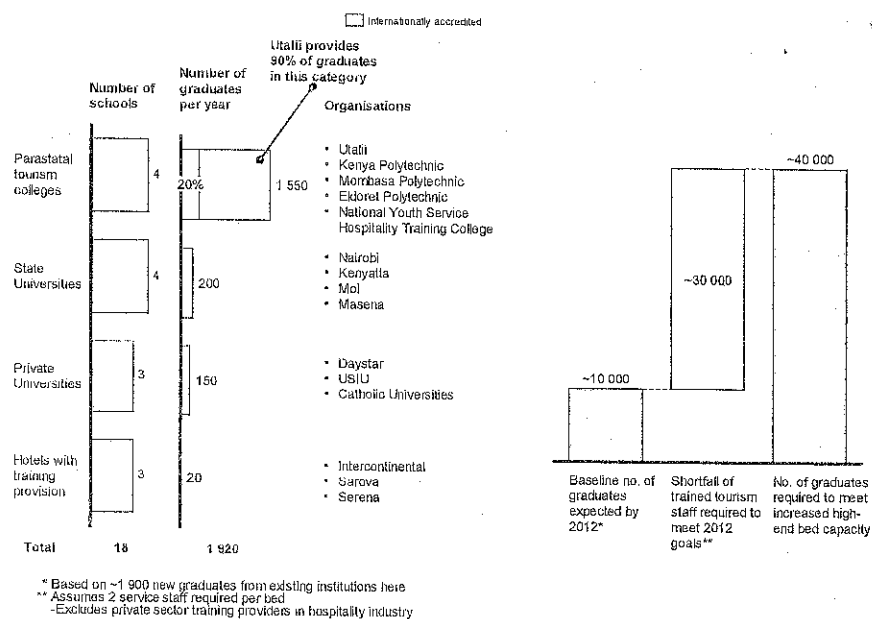 Internationally accredited
Utalii provides
90% of graduates
in this category
Number of
schools
Number of
graduates
per year
Organisations
Parastatal
tourism
colleges
4
20%
1 550
• Utalii
• Kenya Polytechnic
• Mombasa Polytechnic
• Eldoret Polytechnic
• National Youth Service
Hospitality Training College
State
Universities
4
200
• Nairobi
• Kenyatta
• Moi
• Masena
Private
Universities
3
150
• Daystar
• USIU
• Catholic Universities
Hotels with
training
provision
3
20
• Intercontinental
• Sarova
• Serena
Total
18
1 920
~10 000
~30 000
~40 000
Baseline no. of
graduates
expected by
2012*
Shortfall of
trained tourism
staff required to
meet 2012
goals**
No. of graduates
required to meet
increased high-
end bed capacity
* Based on ~1 900 new graduates from existing institutions here
** Assumes 2 service staff required per bed
-Excludes private sector training providers in hospitality industry